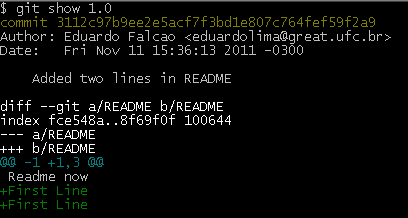 $ git show 1.0
commit 3112c97b9ee2e5acf7f3bd1e807c764fef59f2a9
Author: Eduardo Falcao <eduardolima@great.ufc.br>
Date:   Fri Nov 11 15:36:13 2011 -0300

    Added two lines in README

diff --git a/README b/README
index fce548a..8f69f0f 100644
--- a/README
+++ b/README
@@ -1 +1,3 @@
 Readme now
+First Line
+First Line